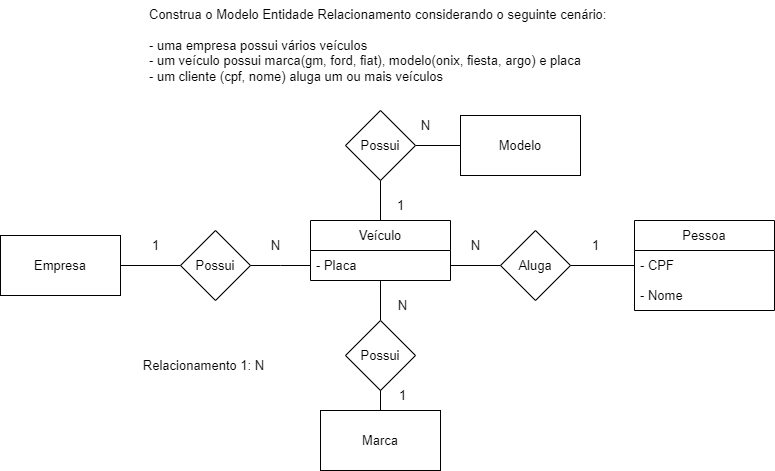 Construa o Modelo Entidade Relacionamento considerando o seguinte cenário:
- uma empresa possui vários veículos
- um veículo possui marca(gm, ford, fiat), modelo(onix, fiesta, argo) e placa
- um cliente (cpf, nome) aluga um ou mais veículos
N
Possui
Modelo
1
Empresa
1
Possui
N
Veículo
- Placa
N
Aluga
1
Pessoa
- CPF
- Nome
N
Possui
Relacionamento 1: N
1
Marca